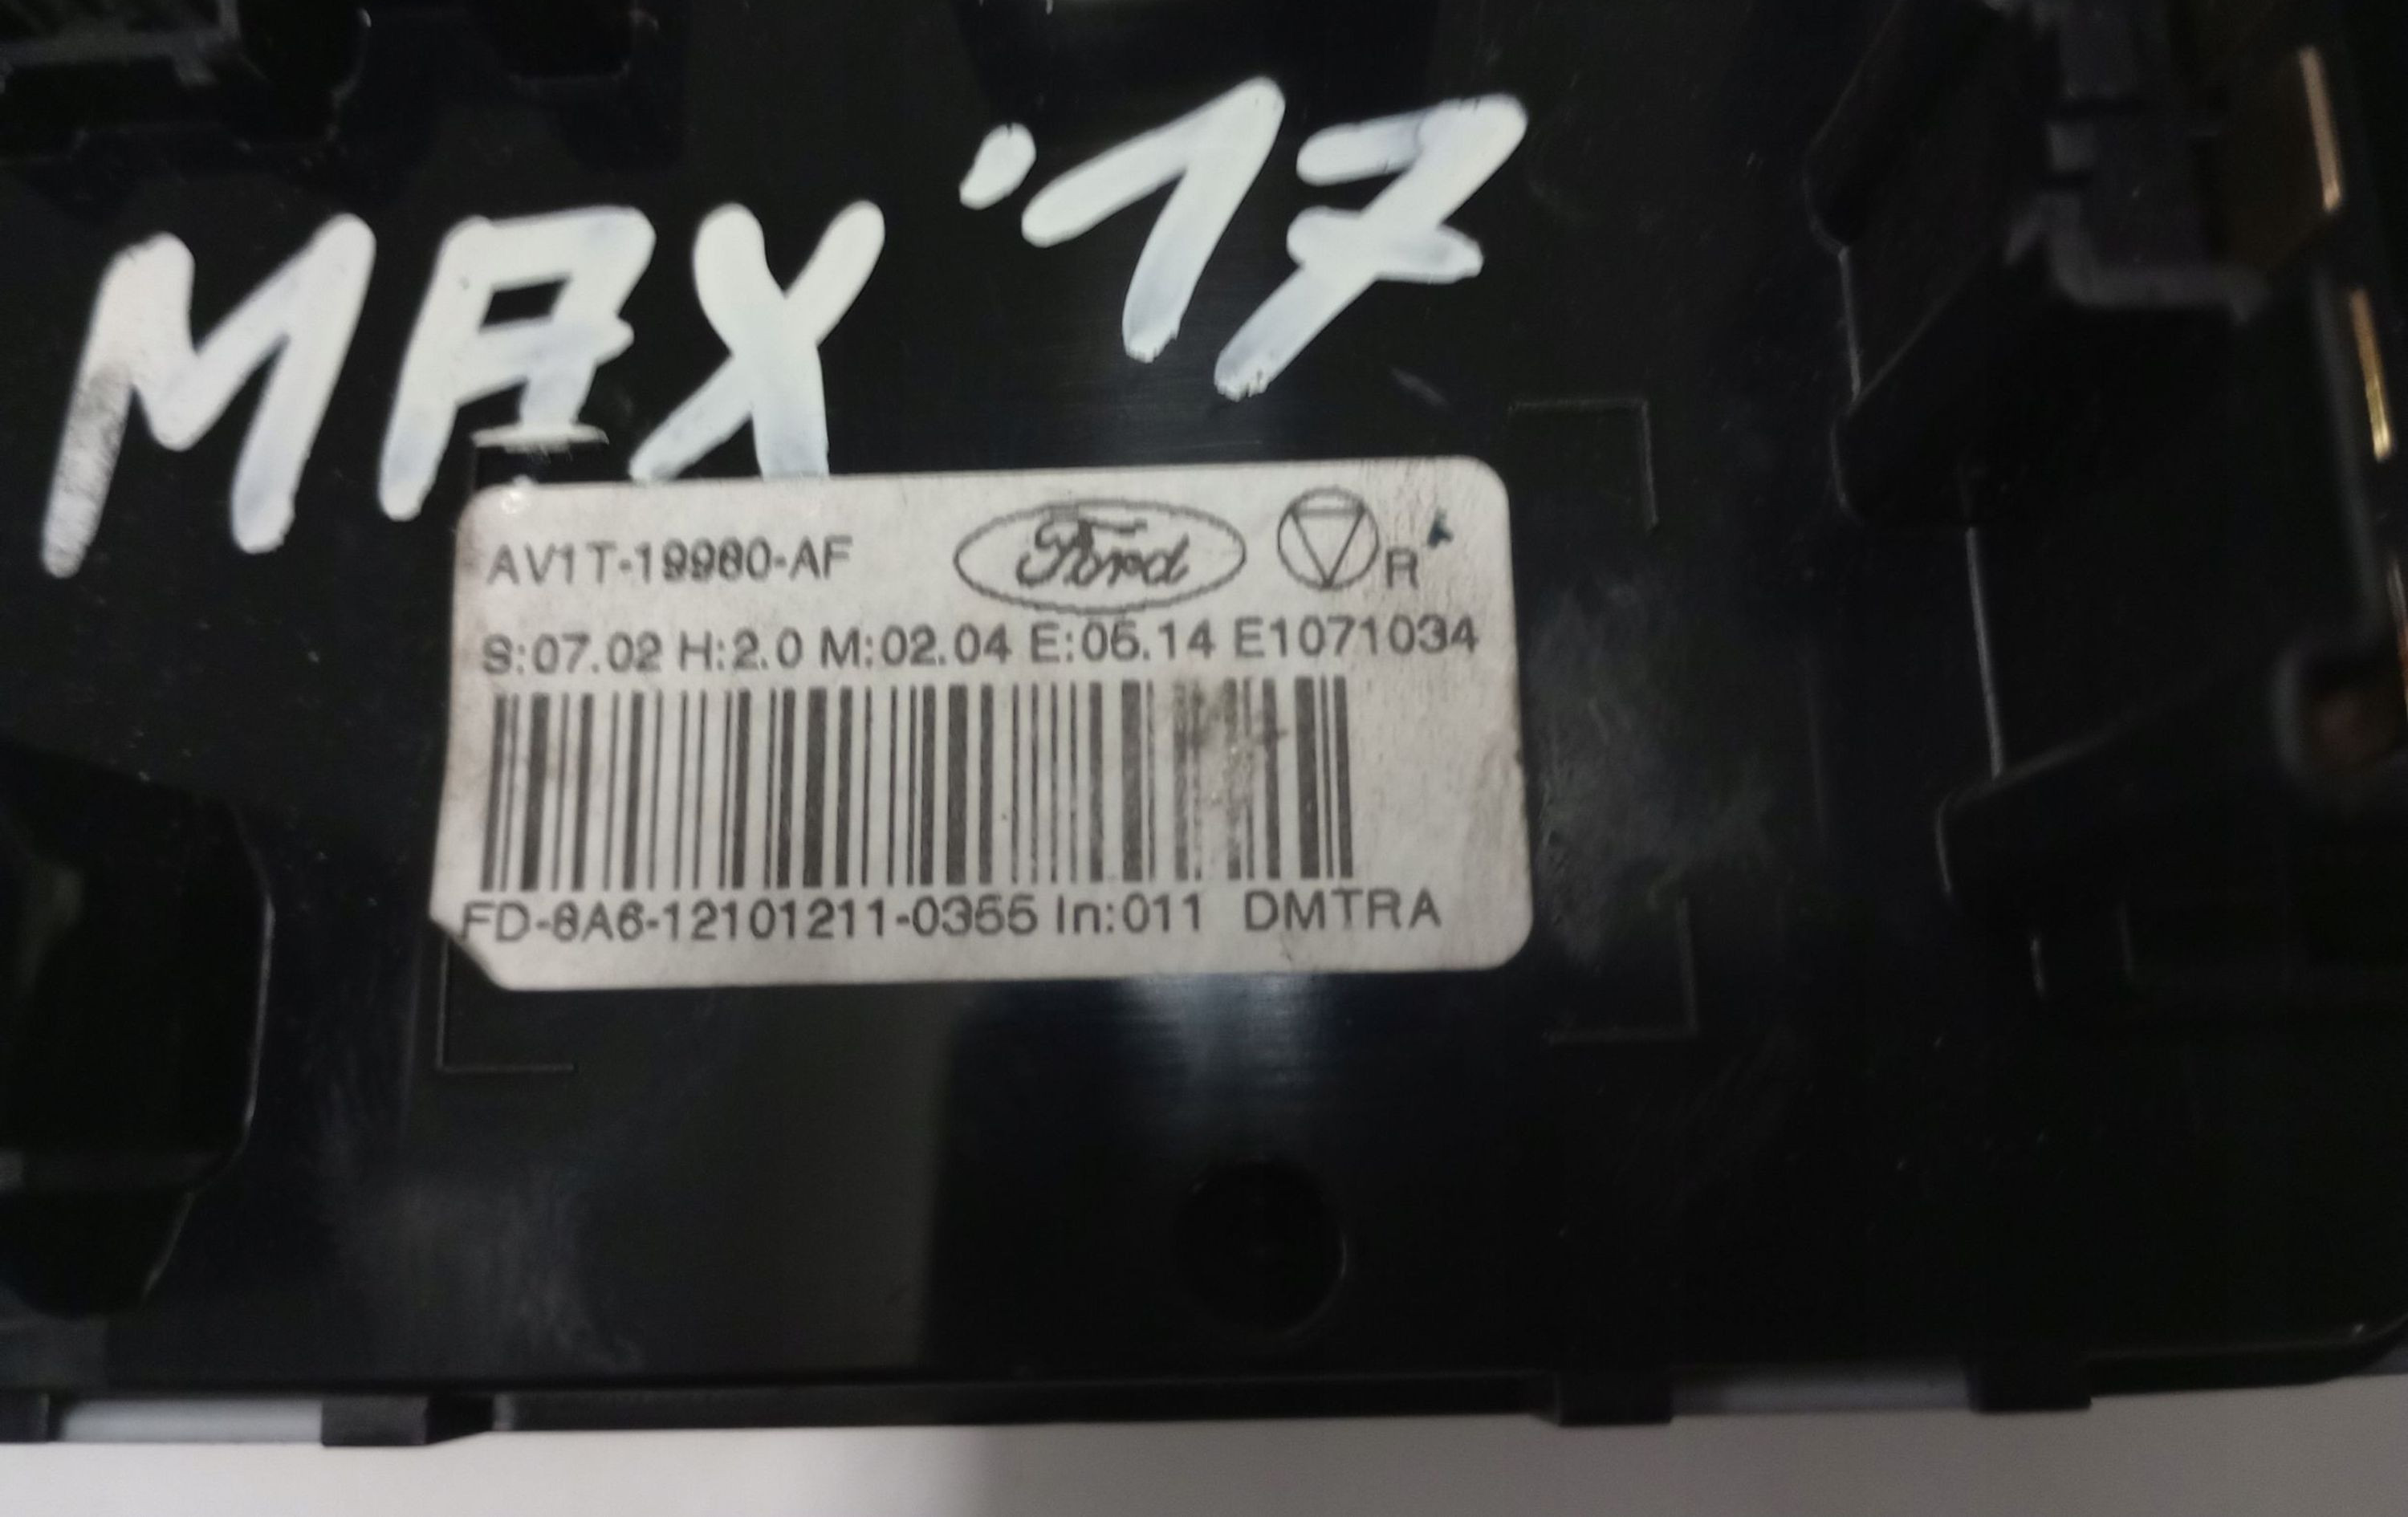 MAX '17
AV1T-19980-AF Ford R
S:07.02 H:2.0 M:02.04 E:05.14 E1071034
FD-8A6-12101211-0355 In:011 DMTRA